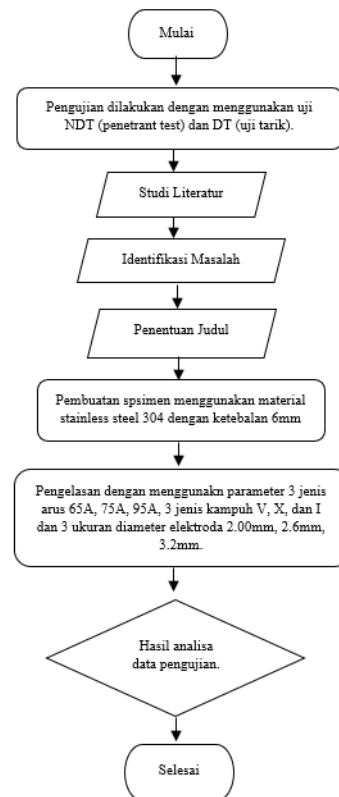 Mulai
Pengujian dilakukan dengan menggunakan uji
NDT (penetrant test) dan DT (uji tarik).
Studi Literatur
Identifikasi Masalah
Penentuan Judul
Pembuatan spsimen menggunakan material
stainless steel 304 dengan ketebalan 6mm
Pengelasan dengan menggunakn parameter 3 jenis
arus 65A, 75A, 95A, 3 jenis kampuh V, X, dan I
dan 3 ukuran diameter elektroda 2.00mm, 2.6mm,
3.2mm.
Hasil analisa
data pengujian.
Selesai